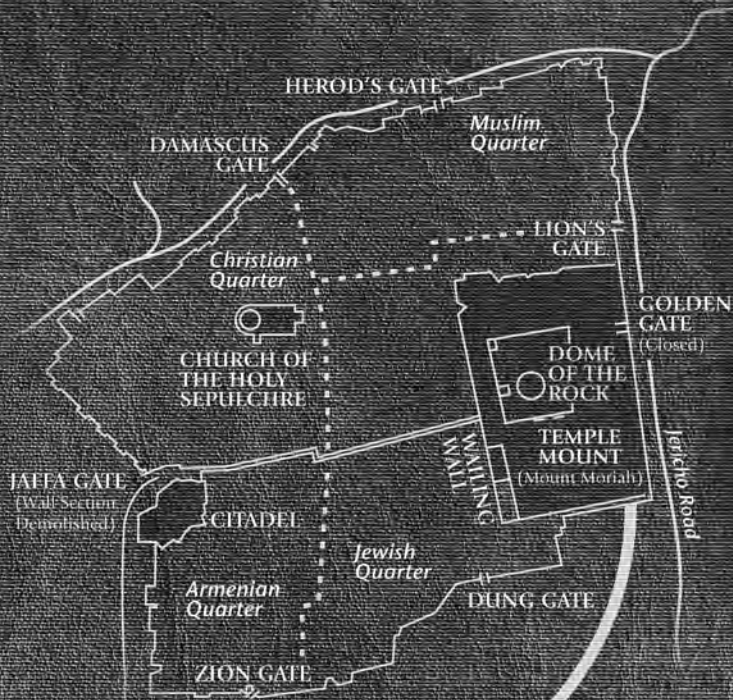 HEROD'S GATE
Muslim
Quarter
DAMASCUS
GATE
LION'S
GATE
Christian
Quarter
GOLDEN
GATE
(Closed)
CHURCH OF
THE HOLY
SEPULCHRE
DOME
OF THE
ROCK
TEMPLE
MOUNT
(Mount Moriah)
WAILING
WALL
Jericho Road
JAFFA GATE
(Wall Section
Demolished)
CITADEL
Jewish
Quarter
Armenian
Quarter
DUNG GATE
ZION GATE